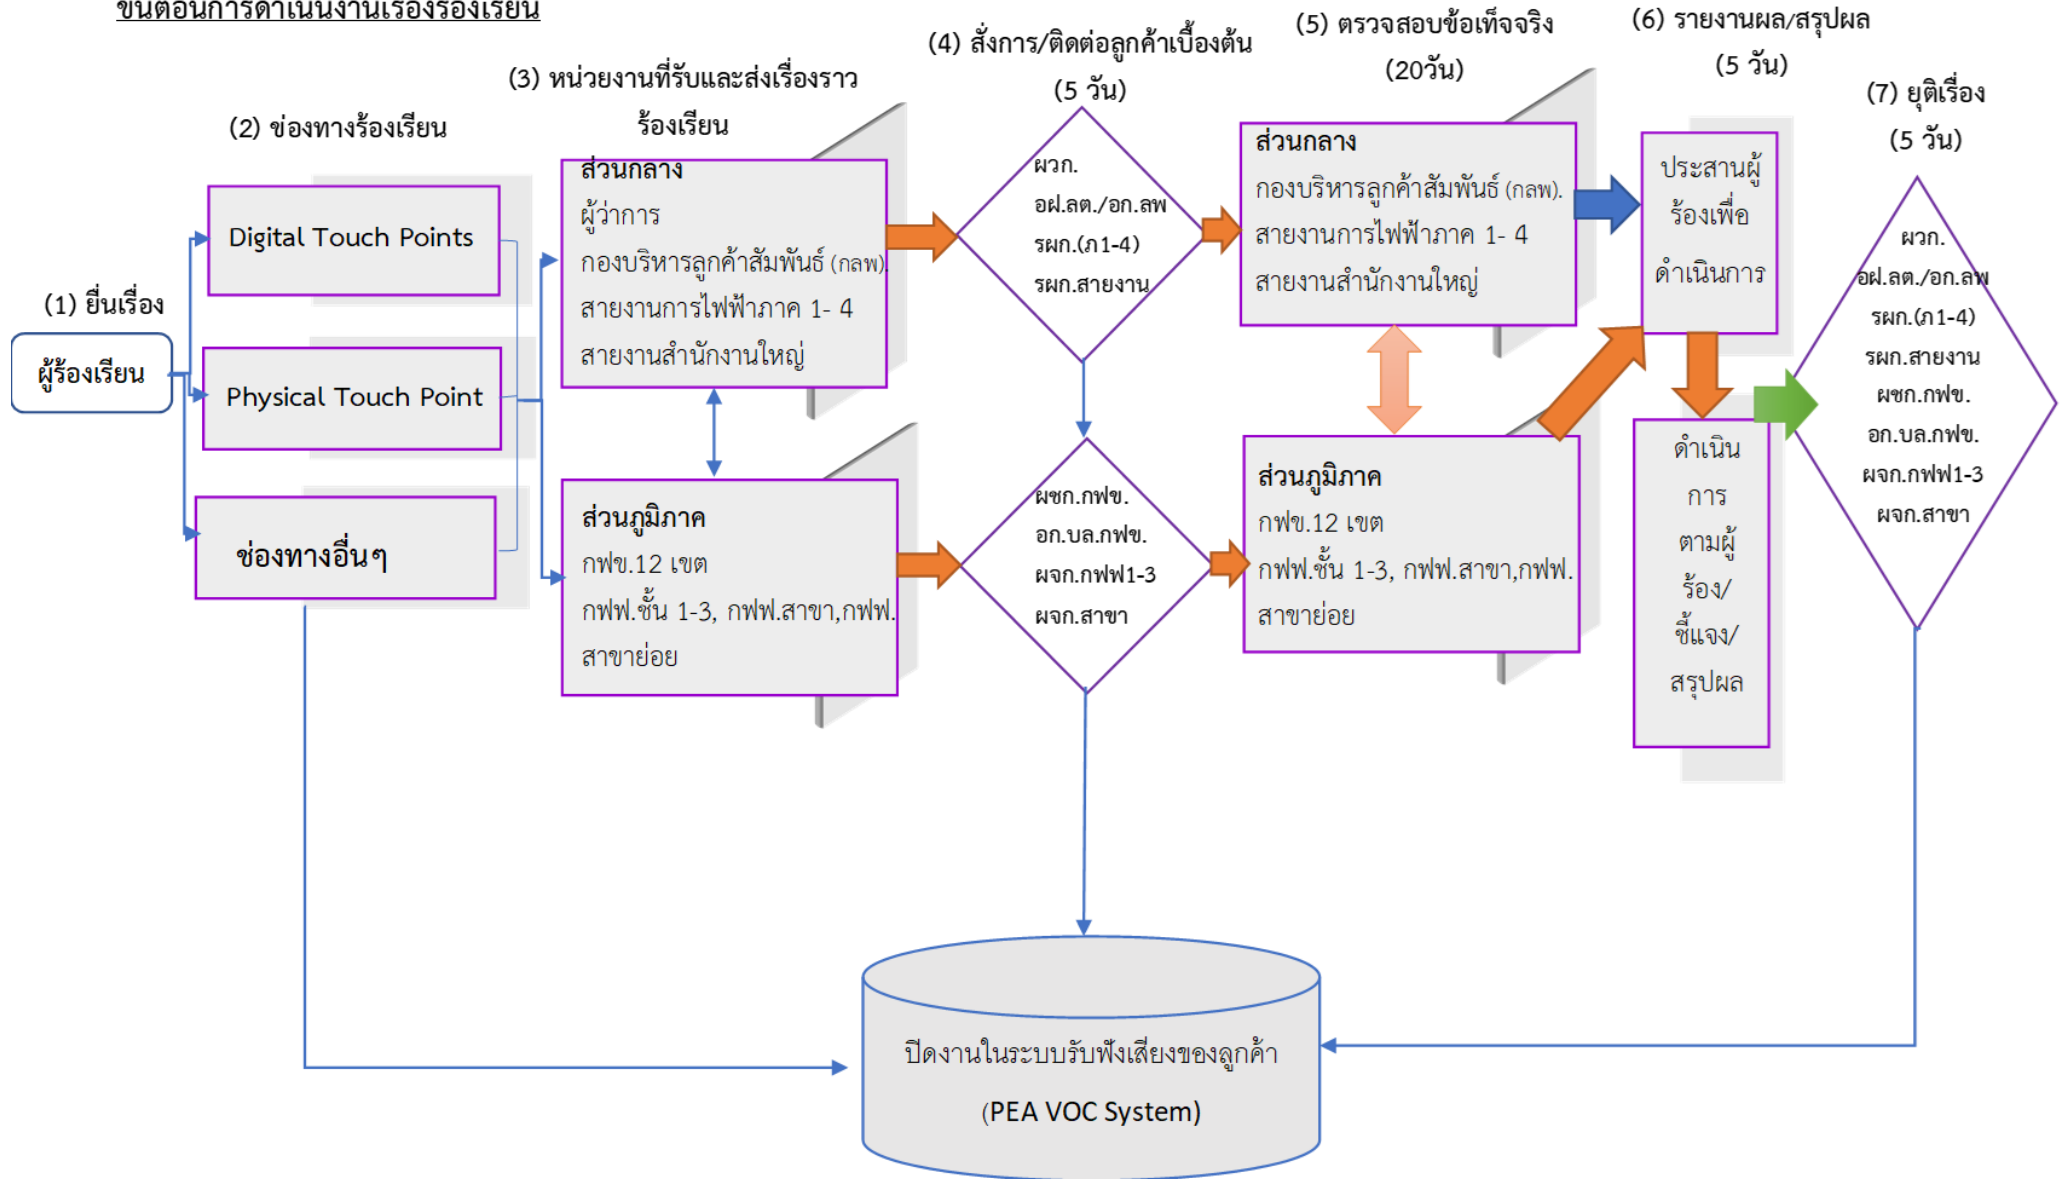 ขั้นตอนการดำเนินงานเรื่องร้องเรียน
(1) ยื่นเรื่อง
ผู้ร้องเรียน
(2) ช่องทางร้องเรียน
Digital Touch Points
Physical Touch Point
ช่องทางอื่นๆ
(3) หน่วยงานที่รับและส่งเรื่องราว
ร้องเรียน
ส่วนกลาง
ผู้ว่าการ
กองบริหารลูกค้าสัมพันธ์ (กลพ).
สายงานการไฟฟ้าภาค 1- 4
สายงานสำนักงานใหญ่
ส่วนภูมิภาค
กฟข.12 เขต
กฟฟ.ชั้น 1-3, กฟฟ.สาขา,กฟฟ.
สาขาย่อย
(4) สั่งการ/ติดต่อลูกค้าเบื้องต้น
(5 วัน)
ผวก.
อฝ.ลต./อก.ลพ
รผก.(ภ1-4)
รผก.สายงาน
ผชก.กฟข.
อก.บล.กฟข.
ผจก.กฟฟ1-3
ผจก.สาขา
(5) ตรวจสอบข้อเท็จจริง
(20วัน)
ส่วนกลาง
กองบริหารลูกค้าสัมพันธ์ (กลพ).
สายงานการไฟฟ้าภาค 1- 4
สายงานสำนักงานใหญ่
ส่วนภูมิภาค
กฟข.12 เขต
กฟฟ.ชั้น 1-3, กฟฟ.สาขา,กฟฟ.
สาขาย่อย
(6) รายงานผล/สรุปผล
(5 วัน)
ประสานผู้
ร้องเพื่อ
ดำเนินการ
ดำเนิน
การ
ตามผู้
ร้อง/
ชี้แจง/
สรุปผล
(7) ยุติเรื่อง
(5 วัน)
ผวก.
อฝ.ลต./อก.ลพ
รผก.(ภ1-4)
รผก.สายงาน
ผชก.กฟข.
อก.บล.กฟข.
ผจก.กฟฟ1-3
ผจก.สาขา
ปิดงานในระบบรับฟังเสียงของลูกค้า
(PEA VOC System)